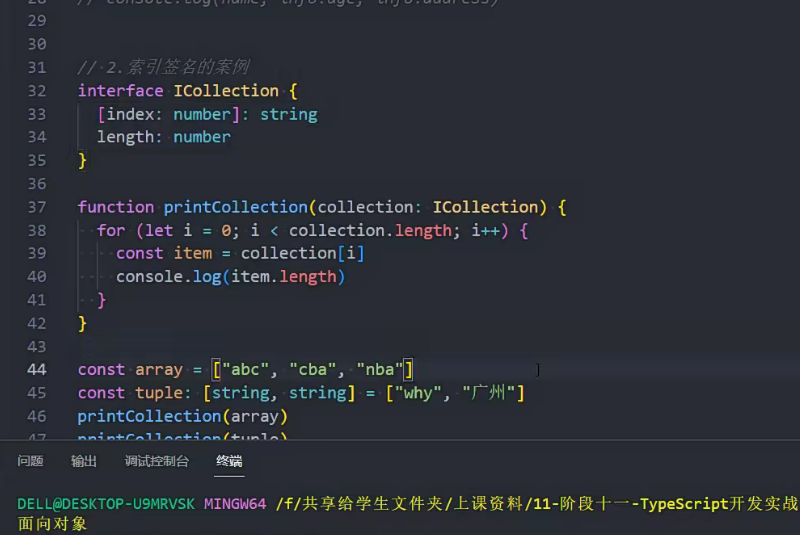 28 // console.log(name, info.age, info.address)
29
30
31 // 2.索引签名的案例
32 interface ICollection {
33 [index: number]: string
34 length: number
35 }
36
37 function printCollection(collection: ICollection) {
38 for (let i = 0; i < collection.length; i++) {
39 const item = collection[i]
40 console.log(item.length)
41 }
42 }
43
44 const array = ["abc", "cba", "nba"]
45 const tuple: [string, string] = ["why", "广州"]
46 printCollection(array)
47 printCollection(tuple)
问题 输出 调试控制台 终端
DELL@DESKTOP-U9MRVSK MINGW64 /f/共享给学生文件夹/上课资料/11-阶段十一-TypeScript开发实战
面向对象